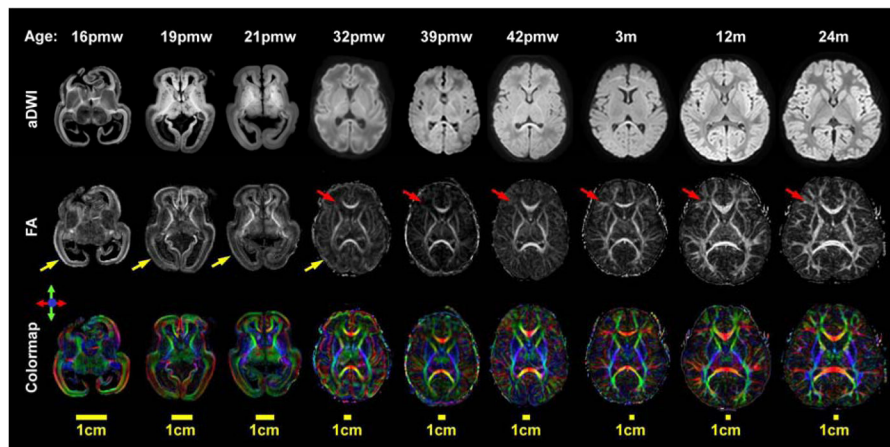 Age: 16pmw 19pmw 21pmw 32pmw 39pmw 42pmw 3m 12m 24m
aDWI
FA
Colormap
1cm 1cm 1cm 1cm 1cm 1cm 1cm 1cm 1cm